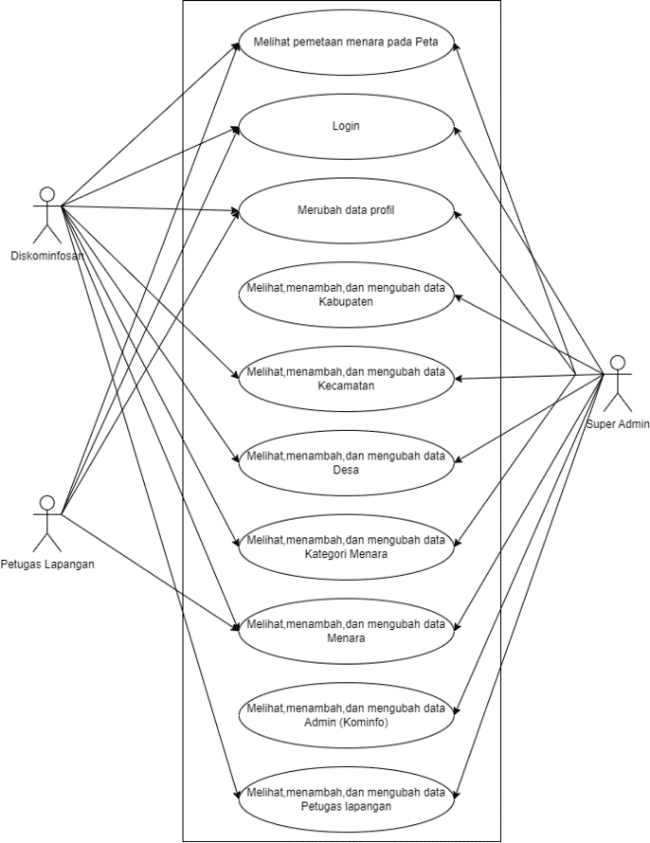 Melihat pemetaan menara pada Peta
Login
Merubah data profil
Diskominfosan
Melihat,menambah,dan mengubah data
Kabupaten
Melihat,menambah,dan mengubah data
Kecamatan
Super Admin
Melihat,menambah,dan mengubah data
Desa
Melihat,menambah,dan mengubah data
Kategori Menara
Petugas Lapangan
Melihat,menambah,dan mengubah data
Menara
Melihat,menambah,dan mengubah data
Admin (Kominfo)
Melihat,menambah,dan mengubah data
Petugas lapangan